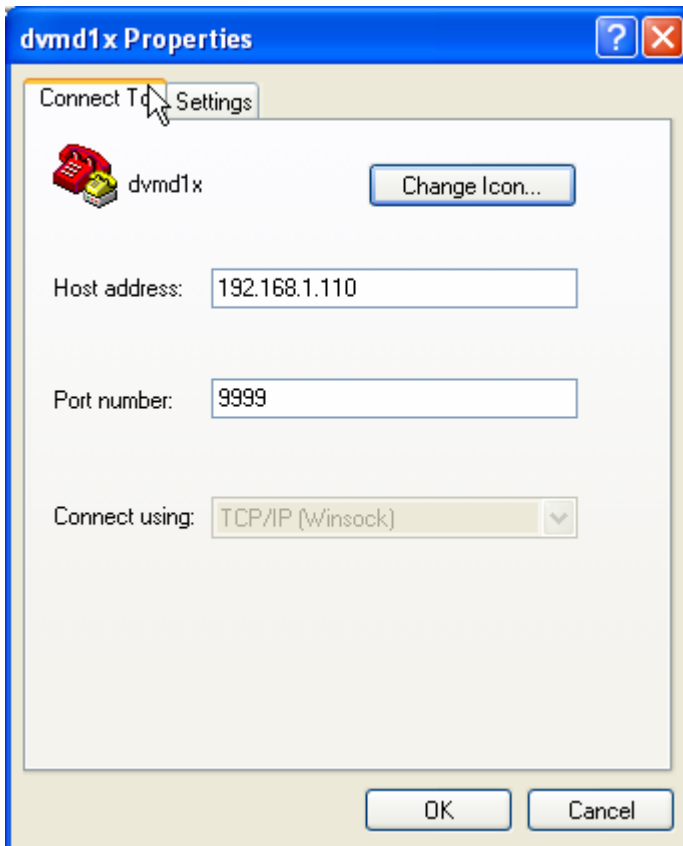 dvmd1x Properties
Connect To Settings
dvmd1x
Change Icon...
Host address: 192.168.1.110
Port number: 9999
Connect using: TCP/IP (Winsock)
OK Cancel